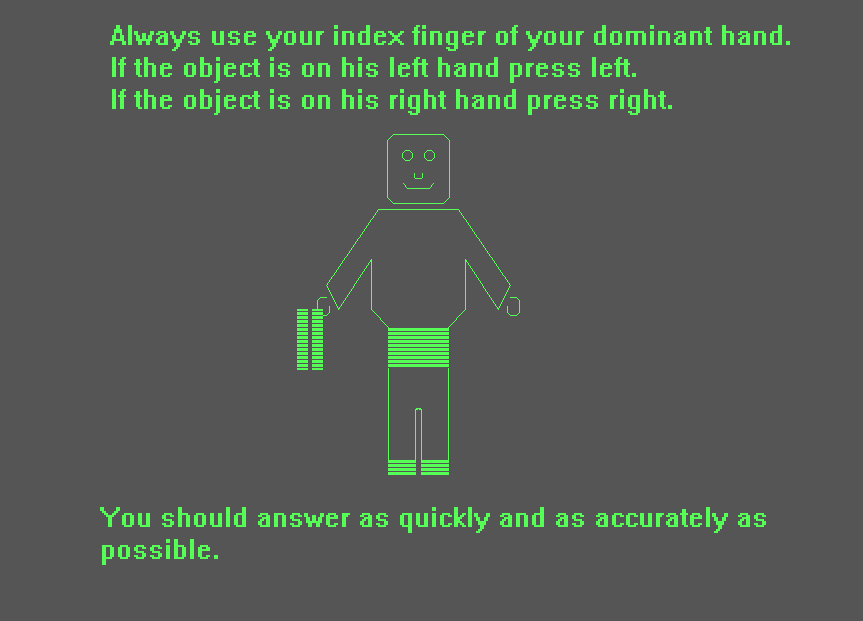 Always use your index finger of your dominant hand.
If the object is on his left hand press left.
If the object is on his right hand press right.
You should answer as quickly and as accurately as
possible.